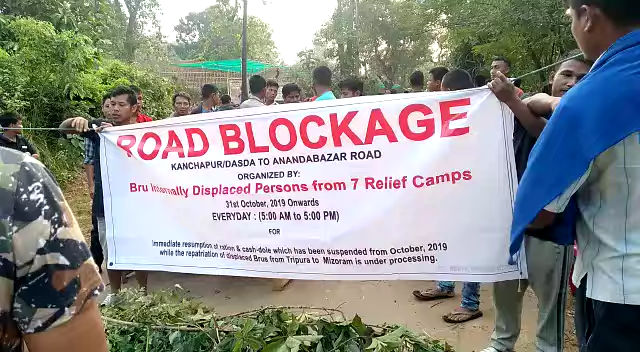 ROAD BLOCKAGE
KANCHAPUR/DASDA TO ANANDABAZAR ROAD
ORGANIZED BY:
Bru Internally Displaced Persons from 7 Relief Camps
31st October, 2019 Onwards
EVERYDAY : (5:00 AM to 5:00 PM)
FOR
Immediate resumption of ration & cash-dole which has been suspended from October, 2019
while the repatriation of displaced Brus from Tripura to Mizoram is under processing.